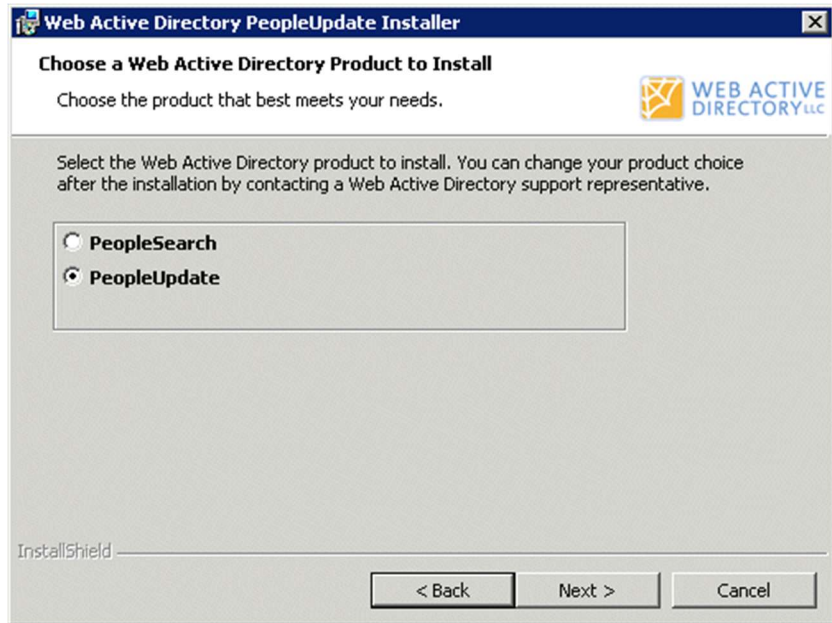 Web Active Directory PeopleUpdate Installer
Choose a Web Active Directory Product to Install
Choose the product that best meets your needs.
WEB ACTIVE
DIRECTORY LLC
Select the Web Active Directory product to install. You can change your product choice
after the installation by contacting a Web Active Directory support representative.
PeopleSearch
PeopleUpdate
InstallShield
< Back
Next >
Cancel